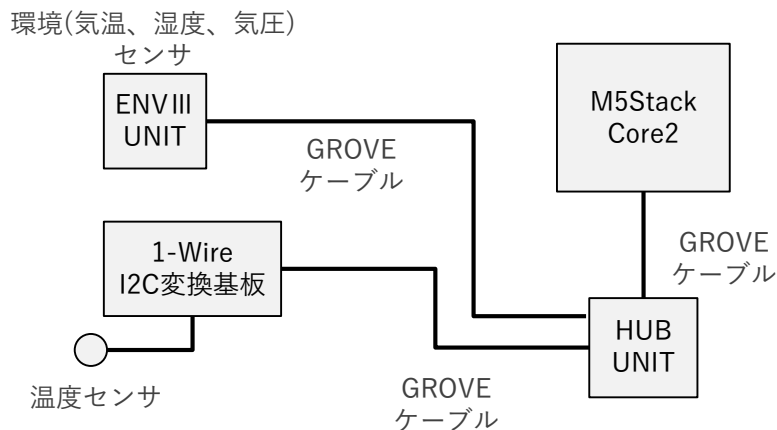 環境(気温、湿度、気圧)
センサ
ENVⅢ
UNIT
M5Stack
Core2
GROVE
ケーブル
1-Wire
I2C変換基板
GROVE
ケーブル
HUB
UNIT
温度センサ
GROVE
ケーブル